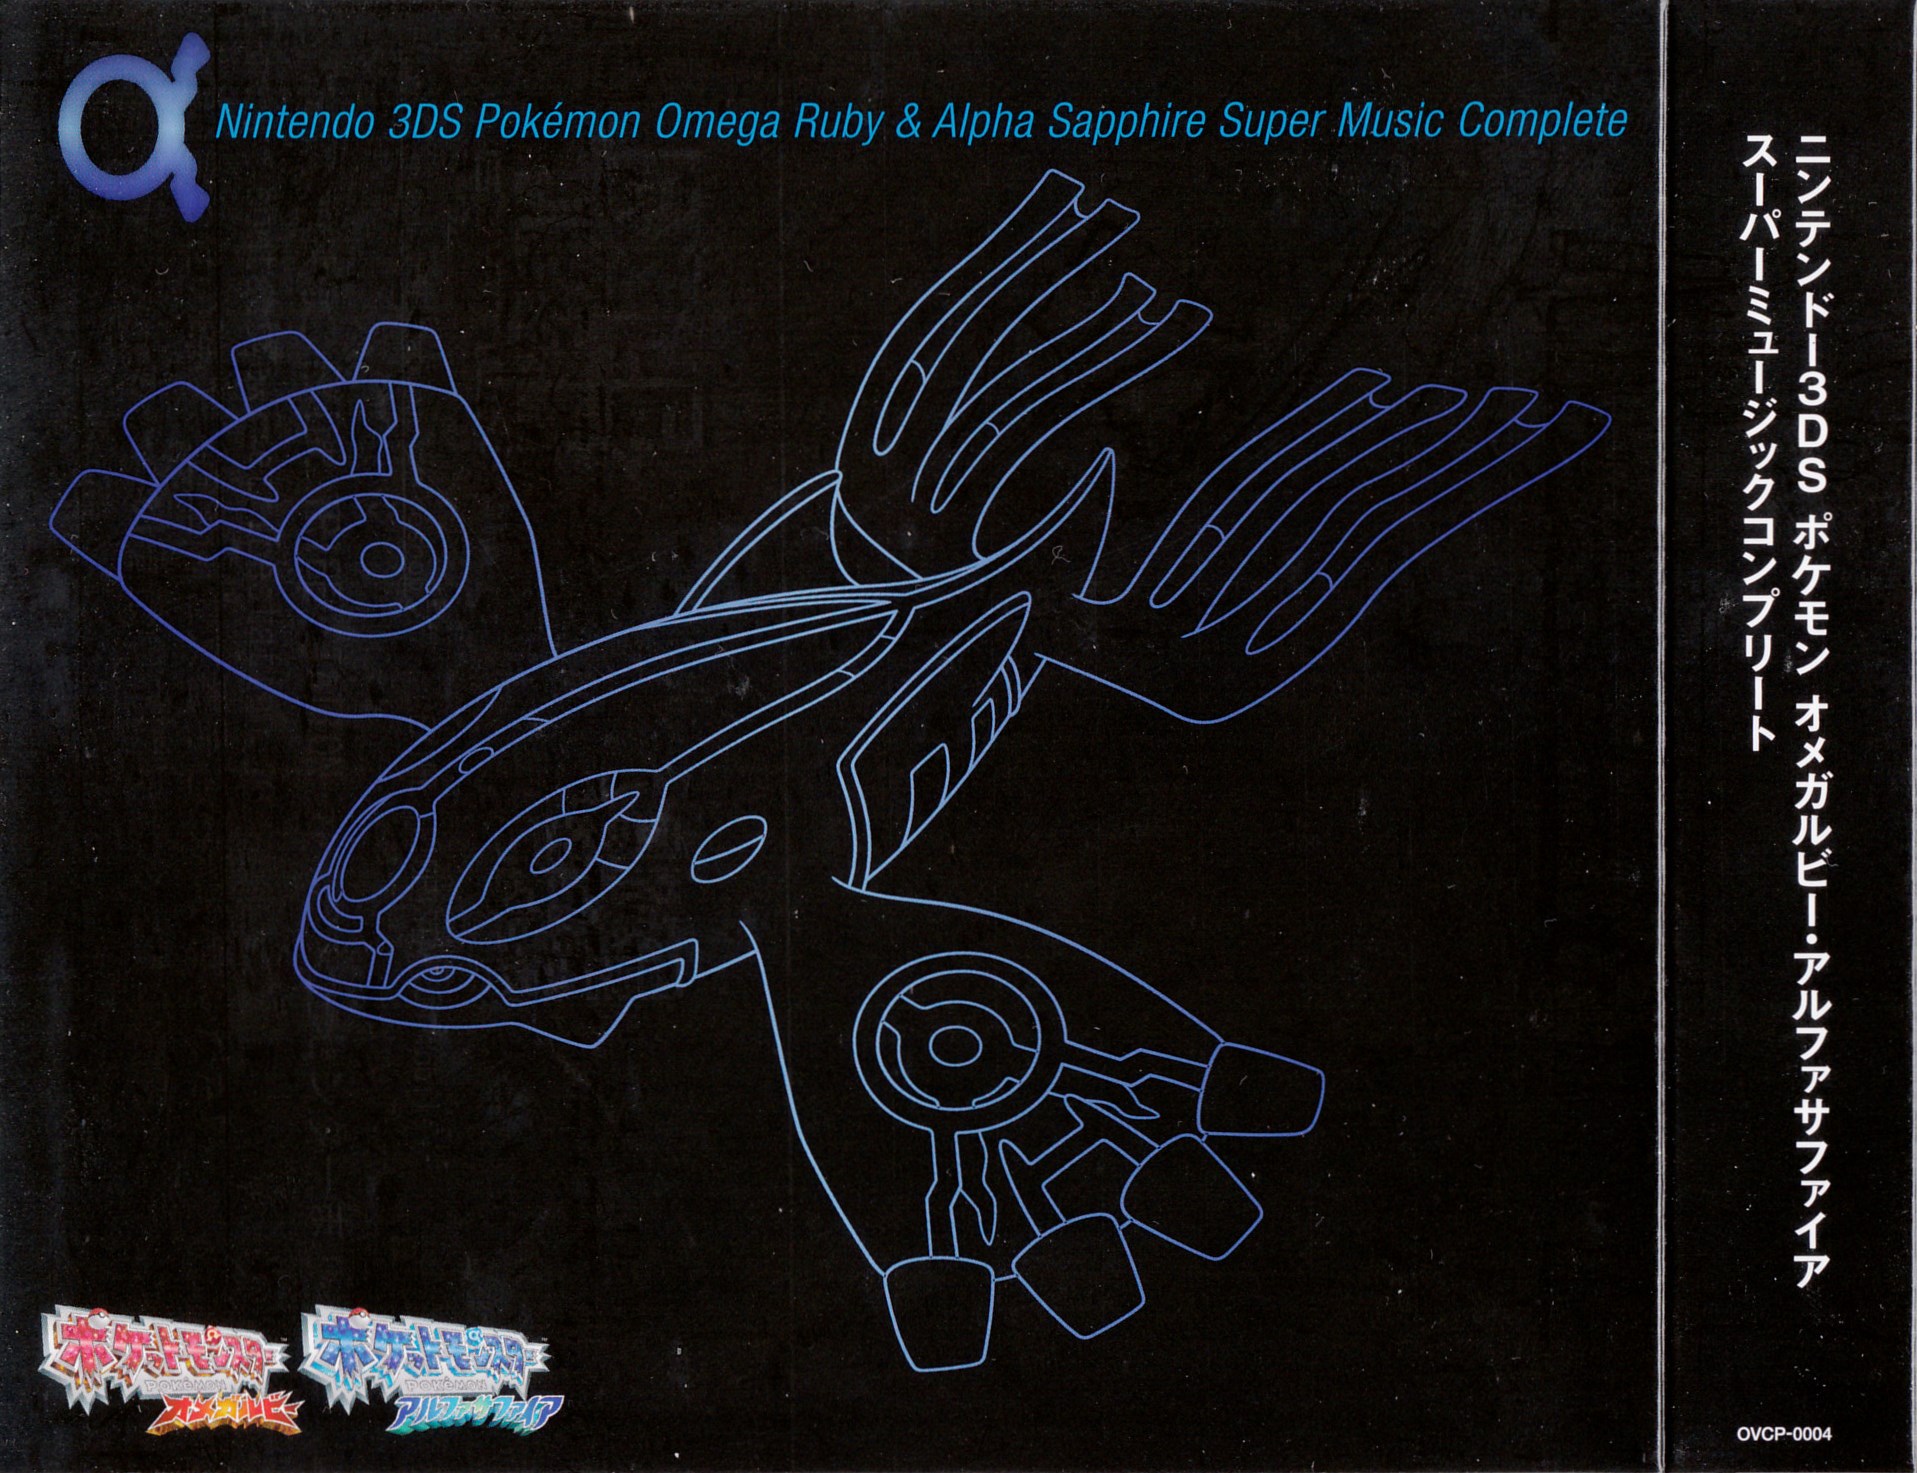 α
Nintendo 3DS Pokémon Omega Ruby & Alpha Sapphire Super Music Complete
ニンテンドー3DS ポケモン オメガルビー・アルファサファイア
スーパーミュージックコンプリート
ポケットモンスター
POKéMON
オメガルビー
ポケットモンスター
POKéMON
アルファサファイア
OVCP-0004